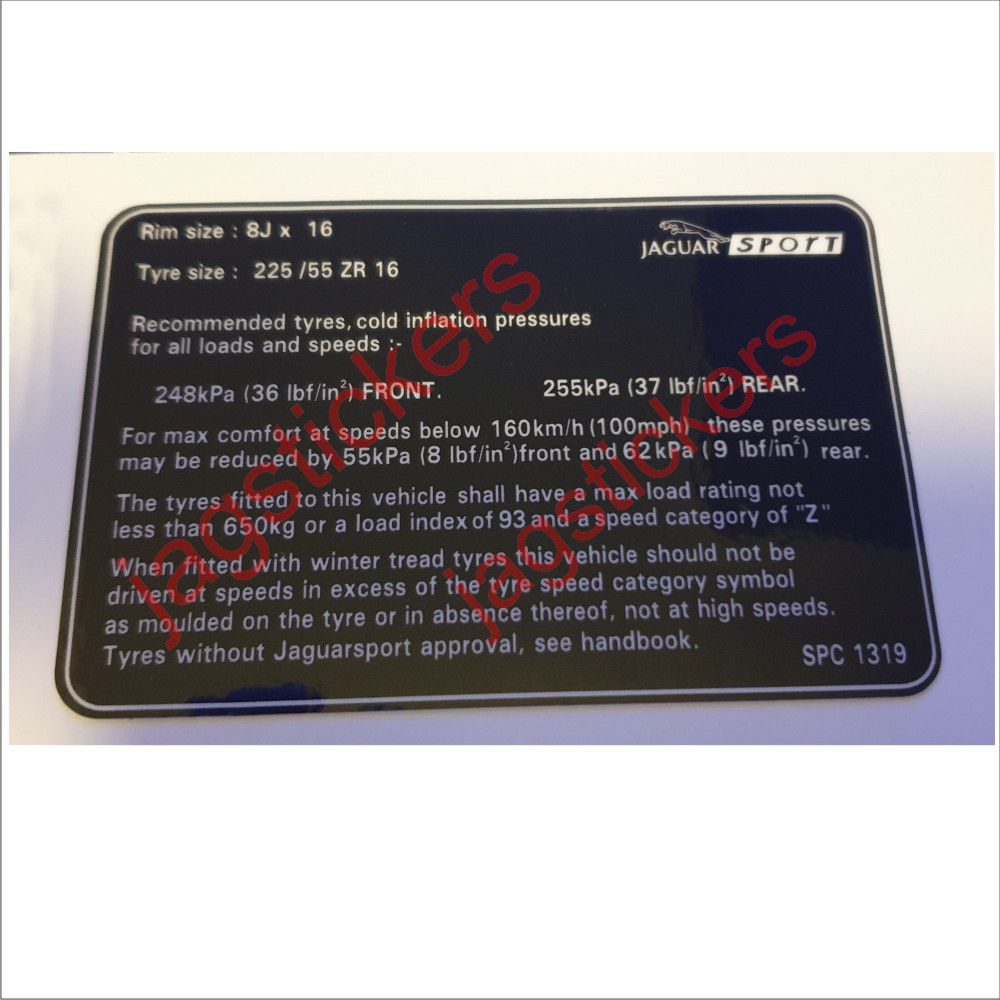 Rim size : 8J x 16
JAGUAR SPORT
Tyre size : 225 /55 ZR 16
Recommended tyres, cold inflation pressures
for all loads and speeds :-
248kPa (36 lbf/in²) FRONT. 255kPa (37 lbf/in²) REAR.
For max comfort at speeds below 160km/h (100mph) these pressures
may be reduced by 55kPa (8 lbf/in²)front and 62kPa (9 lbf/in²) rear.
The tyres fitted to this vehicle shall have a max load rating not
less than 650kg or a load index of 93 and a speed category of "Z"
When fitted with winter tread tyres this vehicle should not be
driven at speeds in excess of the tyre speed category symbol
as moulded on the tyre or in absence thereof, not at high speeds.
Tyres without Jaguarsport approval, see handbook.
SPC 1319
jagstickers
jagstickers